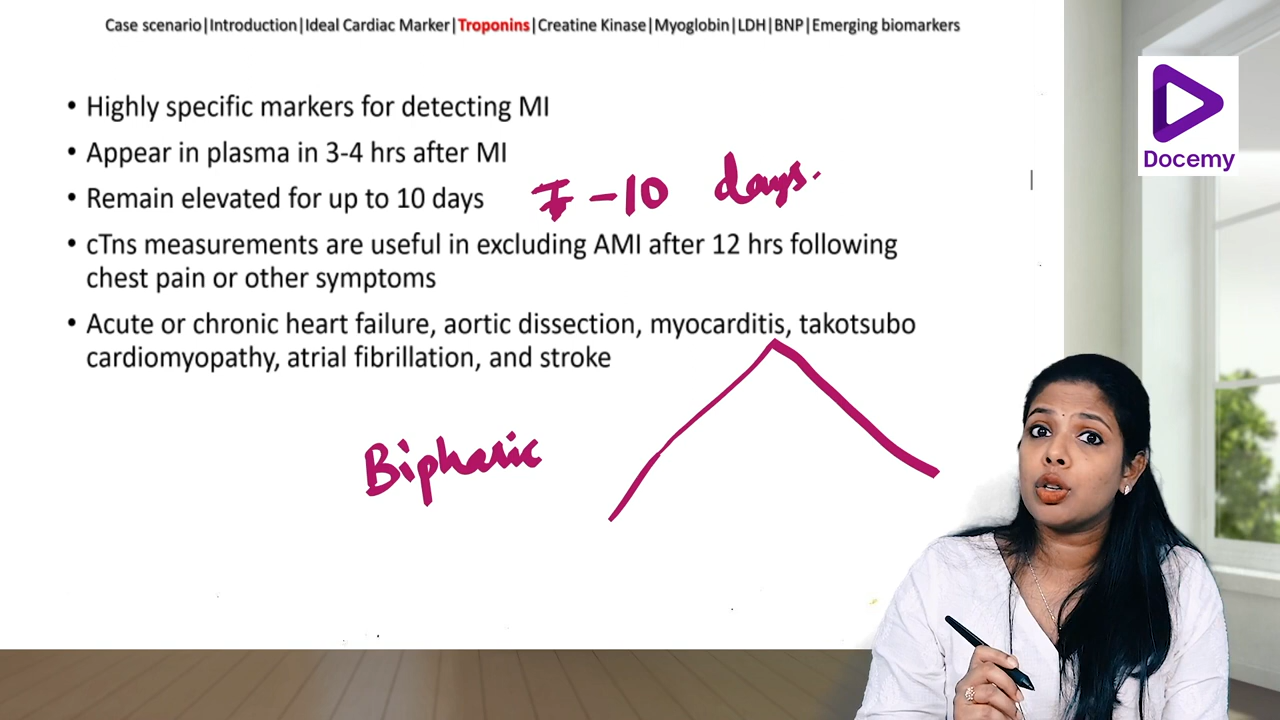 Case scenario|Introduction|Ideal Cardiac Marker|Troponins|Creatine Kinase|Myoglobin|LDH|BNP|Emerging biomarkers
Docemy
• Highly specific markers for detecting MI
• Appear in plasma in 3-4 hrs after MI
• Remain elevated for up to 10 days
7-10 days.
• cTns measurements are useful in excluding AMI after 12 hrs following
chest pain or other symptoms
• Acute or chronic heart failure, aortic dissection, myocarditis, takotsubo
cardiomyopathy, atrial fibrillation, and stroke
Biphasic